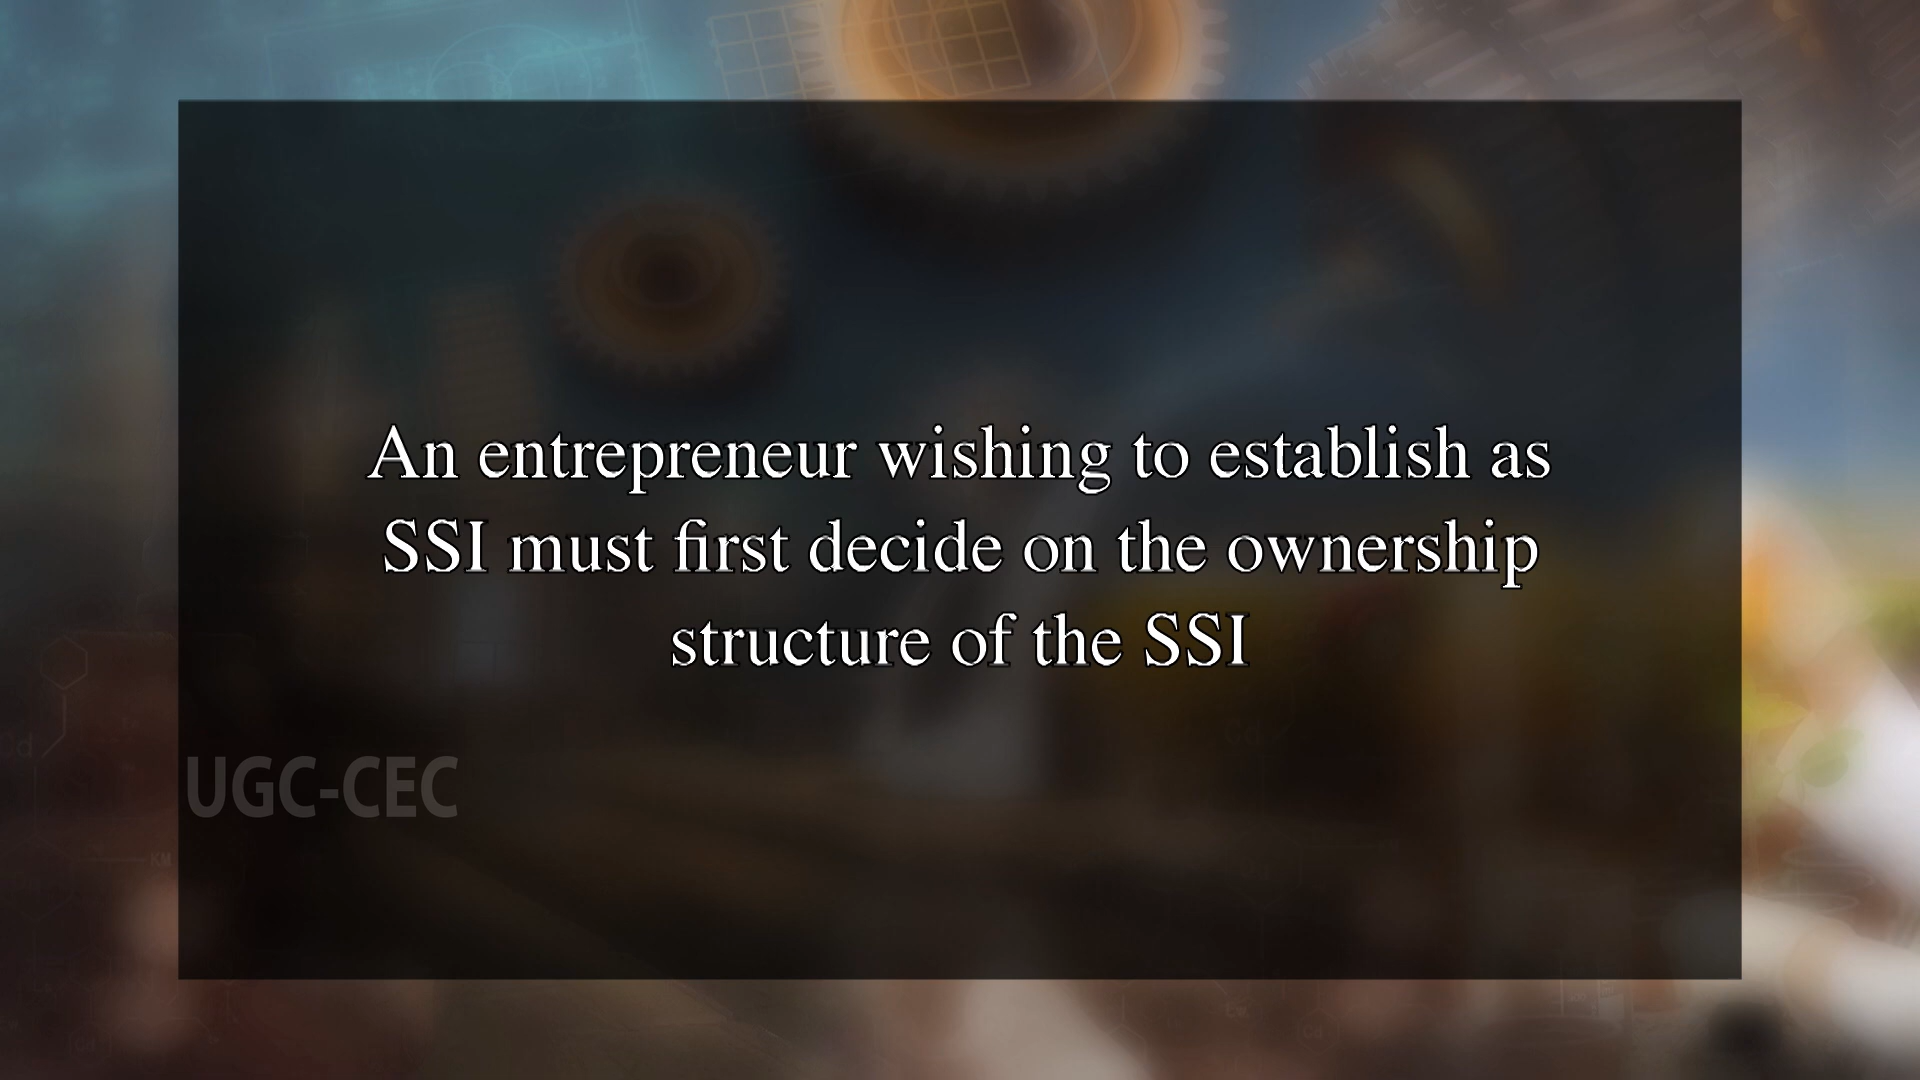 An entrepreneur wishing to establish as
SSI must first decide on the ownership
structure of the SSI
UGC-CEC